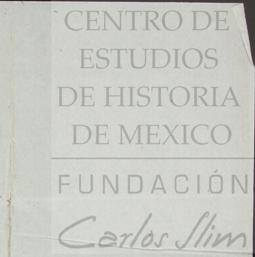 CENTRO DE
ESTUDIOS
DE HISTORIA
DE MEXICO
FUNDACIÓN
Carlos Slim